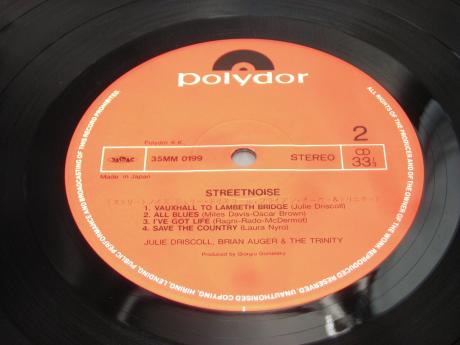 polydor
Polydor K.K.
JASRAC
35MM 0199
STEREO
2
CD
33⅓
Made in Japan
STREETNOISE
1. VAUXHALL TO LAMBETH BRIDGE (Julie Driscoll)
2. ALL BLUES (Miles Davis-Oscar Brown)
3. I'VE GOT LIFE (Ragni-Rado-McDermot)
4. SAVE THE COUNTRY (Laura Nyro)
JULIE DRISCOLL, BRIAN AUGER & THE TRINITY
Produced by Giorgio Gomelsky
ALL RIGHTS OF THE PRODUCER AND OF THE OWNER OF THE WORK REPRODUCED RESERVED. UNAUTHORISED COPYING, HIRING, LENDING, PUBLIC PERFORMANCE AND BROADCASTING OF THIS RECORD PROHIBITED.